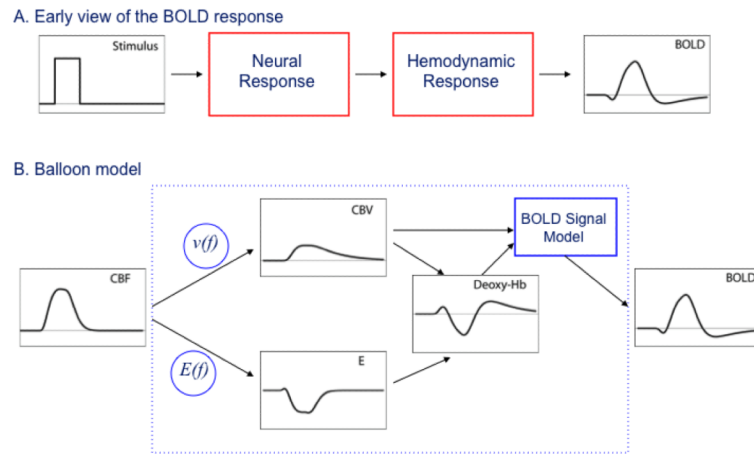 A. Early view of the BOLD response
Stimulus
Neural
Response
Hemodynamic
Response
BOLD
B. Balloon model
CBF
v(f)
E(f)
CBV
E
Deoxy-Hb
BOLD Signal
Model
BOLD